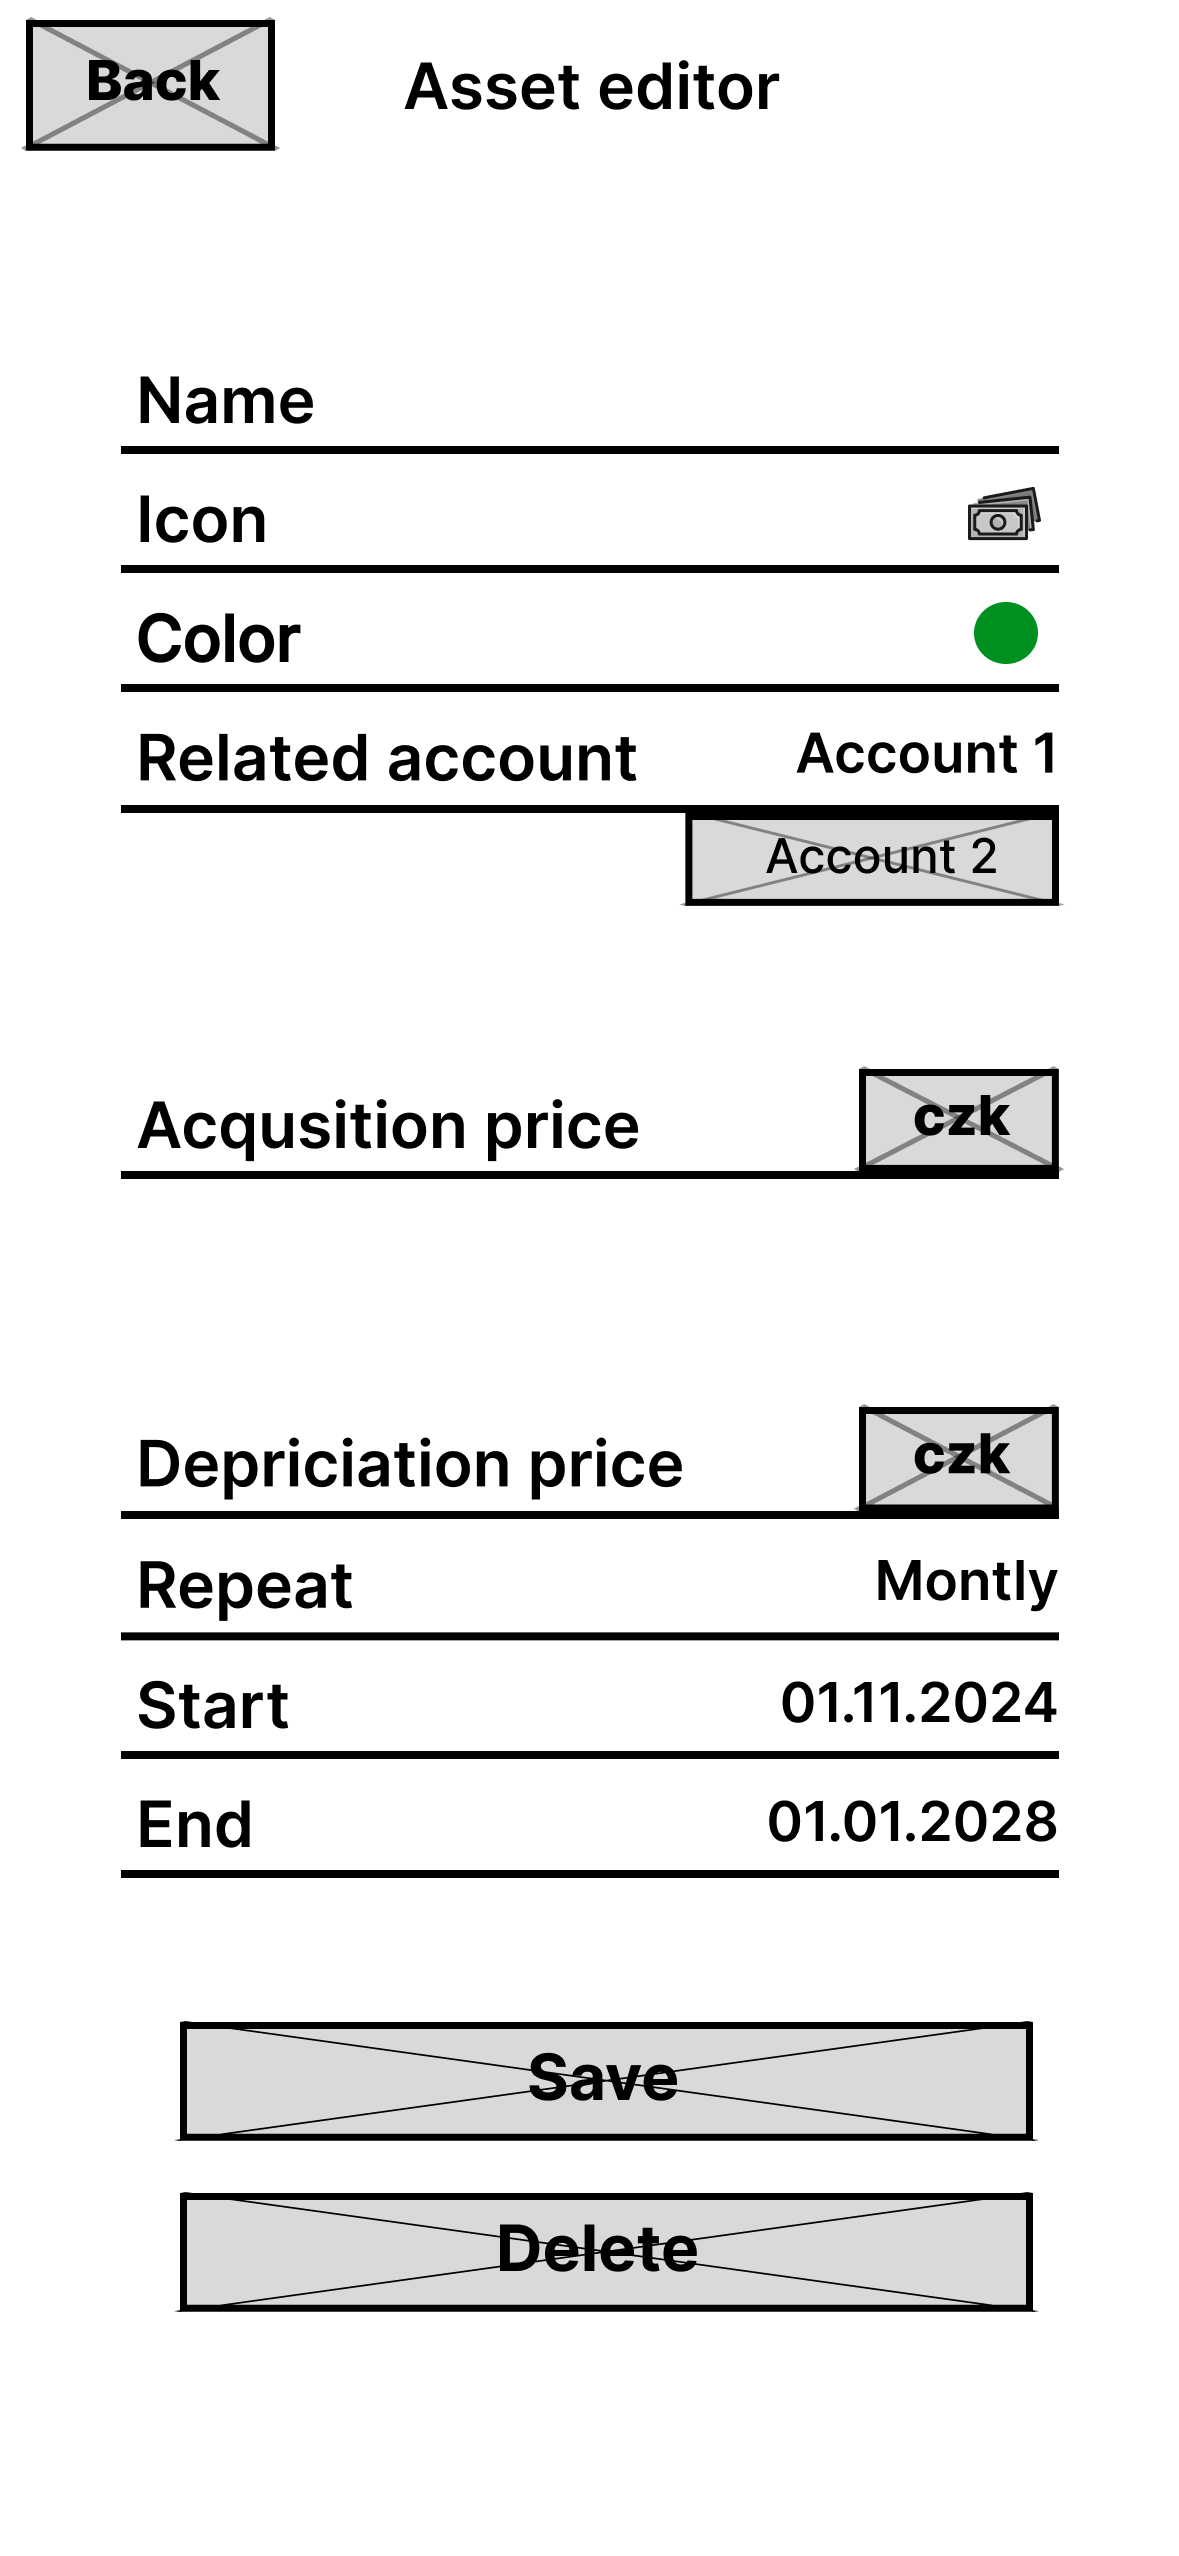 Back
Asset editor
Name
Icon
Color
Related account Account 1
Account 2
Acqusition price czk
Depriciation price czk
Repeat Montly
Start 01.11.2024
End 01.01.2028
Save
Delete